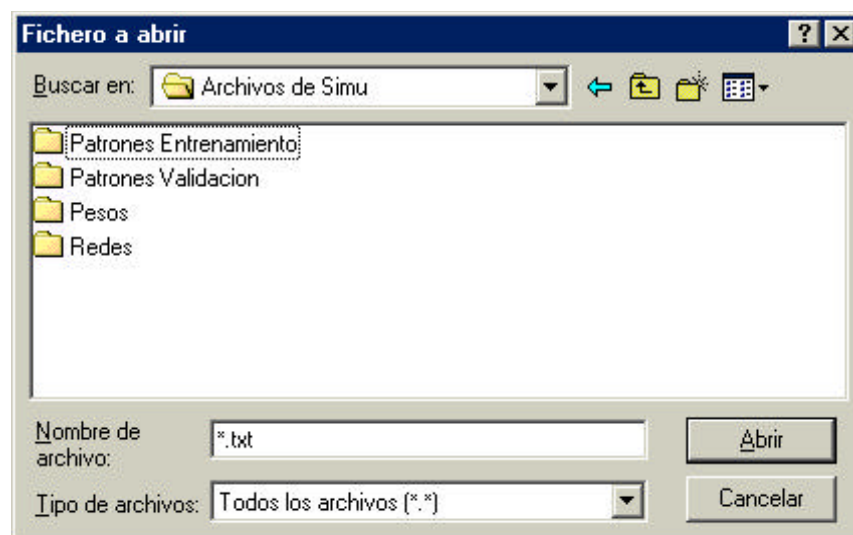 Fichero a abrir
Buscar en: Archivos de Simu
Patrones Entrenamiento
Patrones Validacion
Pesos
Redes
Nombre de archivo: *.txt
Abrir
Tipo de archivos: Todos los archivos (*.*)
Cancelar